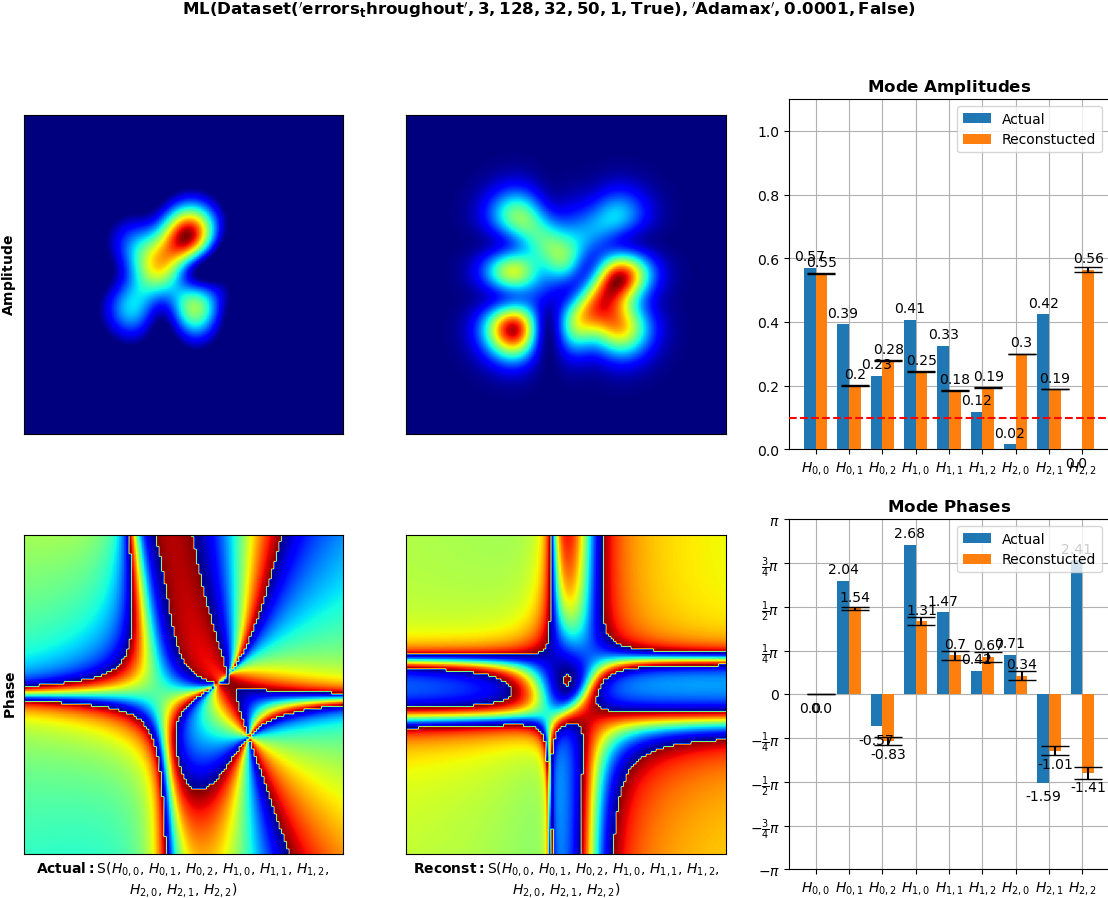 ML(Dataset('errors_throughout', 3, 128, 32, 50, 1, True), 'Adamax', 0.0001, False)
Amplitude
Mode Amplitudes
Actual
Reconstucted
1.0
0.8
0.6
0.4
0.2
0.0
0.57
0.55
0.39
0.2
0.23
0.28
0.41
0.25
0.33
0.18
0.12
0.19
0.02
0.3
0.42
0.19
0.0
0.56
H0,0 H0,1 H0,2 H1,0 H1,1 H1,2 H2,0 H2,1 H2,2
Phase
Actual: S(H0,0, H0,1, H0,2, H1,0, H1,1, H1,2,
H2,0, H2,1, H2,2)
Reconst: S(H0,0, H0,1, H0,2, H1,0, H1,1, H1,2,
H2,0, H2,1, H2,2)
Mode Phases
Actual
Reconstucted
π
3/4π
1/2π
1/4π
0
−1/4π
−1/2π
−3/4π
−π
0.0
0.0
2.04
1.54
-0.57
-0.83
2.68
1.31
1.47
0.7
0.42
0.67
0.71
0.34
-1.59
-1.01
2.41
-1.41
H0,0 H0,1 H0,2 H1,0 H1,1 H1,2 H2,0 H2,1 H2,2